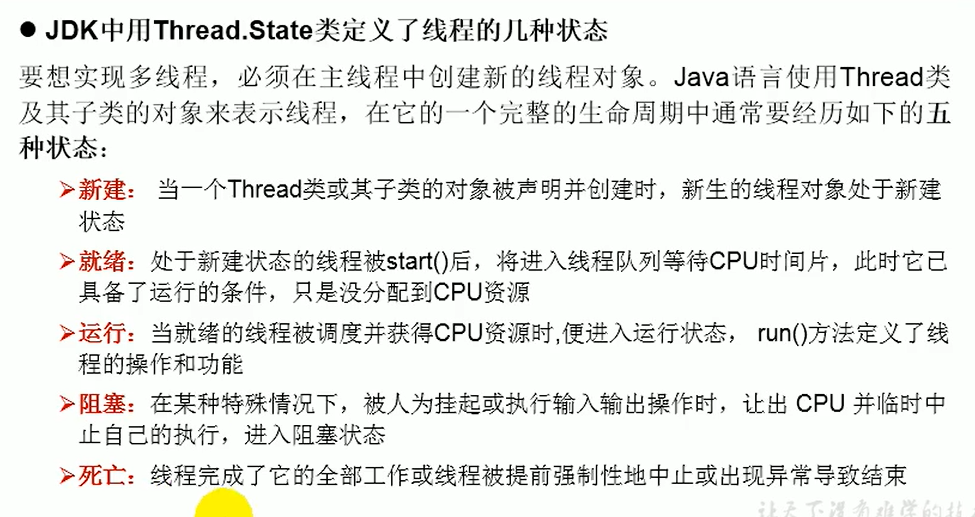 ● JDK中用Thread.State类定义了线程的几种状态
要想实现多线程，必须在主线程中创建新的线程对象。Java语言使用Thread类
及其子类的对象来表示线程，在它的一个完整的生命周期中通常要经历如下的五
种状态：
➢新建： 当一个Thread类或其子类的对象被声明并创建时，新生的线程对象处于新建
状态
➢就绪：处于新建状态的线程被start()后，将进入线程队列等待CPU时间片，此时它已
具备了运行的条件，只是没分配到CPU资源
➢运行：当就绪的线程被调度并获得CPU资源时,便进入运行状态， run()方法定义了线
程的操作和功能
➢阻塞：在某种特殊情况下，被人为挂起或执行输入输出操作时，让出 CPU 并临时中
止自己的执行，进入阻塞状态
➢死亡：线程完成了它的全部工作或线程被提前强制性地中止或出现异常导致结束
让天下没有难学的技